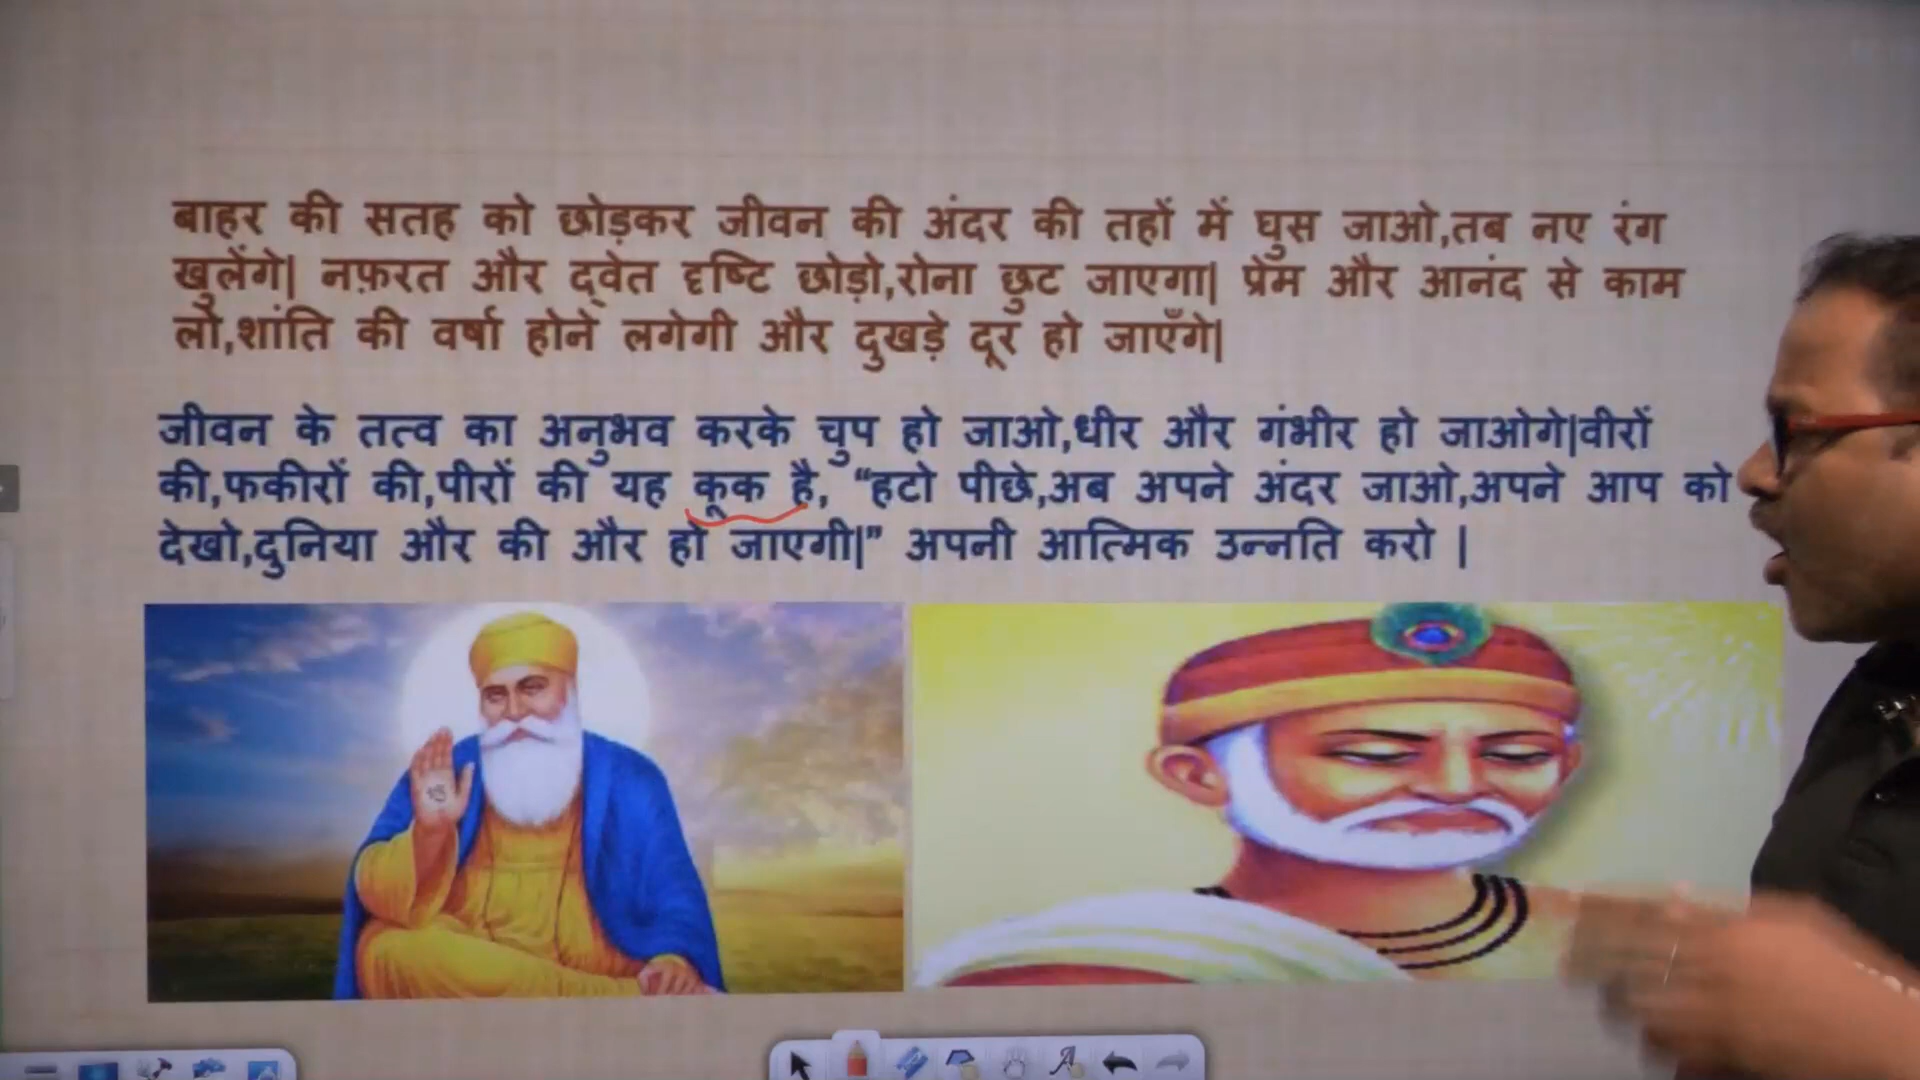 बाहर की सतह को छोड़कर जीवन की अंदर की तहों में घुस जाओ,तब नए रंग
खुलेंगे| नफ़रत और द्वेत दृष्टि छोड़ो,रोना छुट जाएगा| प्रेम और आनंद से काम
लो,शांति की वर्षा होने लगेगी और दुखड़े दूर हो जाएँगे|
जीवन के तत्व का अनुभव करके चुप हो जाओ,धीर और गंभीर हो जाओगे|वीरों
की,फकीरों की,पीरों की यह कूक है, “हटो पीछे,अब अपने अंदर जाओ,अपने आप को
देखो,दुनिया और की और हो जाएगी|” अपनी आत्मिक उन्नति करो |